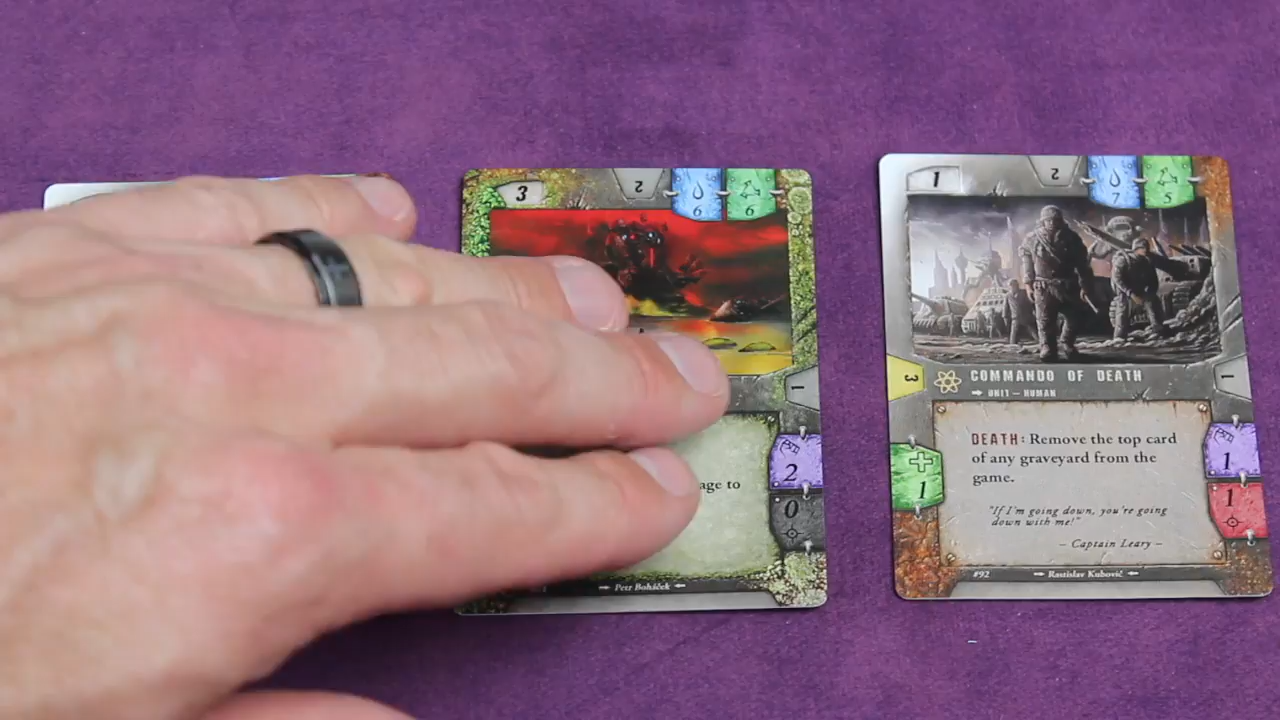 3
2
6
6
1
2
age to
0
Petr Boháček
1
2
7
5
3
COMMANDO OF DEATH
UNIT – HUMAN
1
DEATH: Remove the top card
of any graveyard from the
game.
"If I'm going down, you're going
down with me!"
– Captain Leary –
1
1
1
#92
Rastislav Kubovič